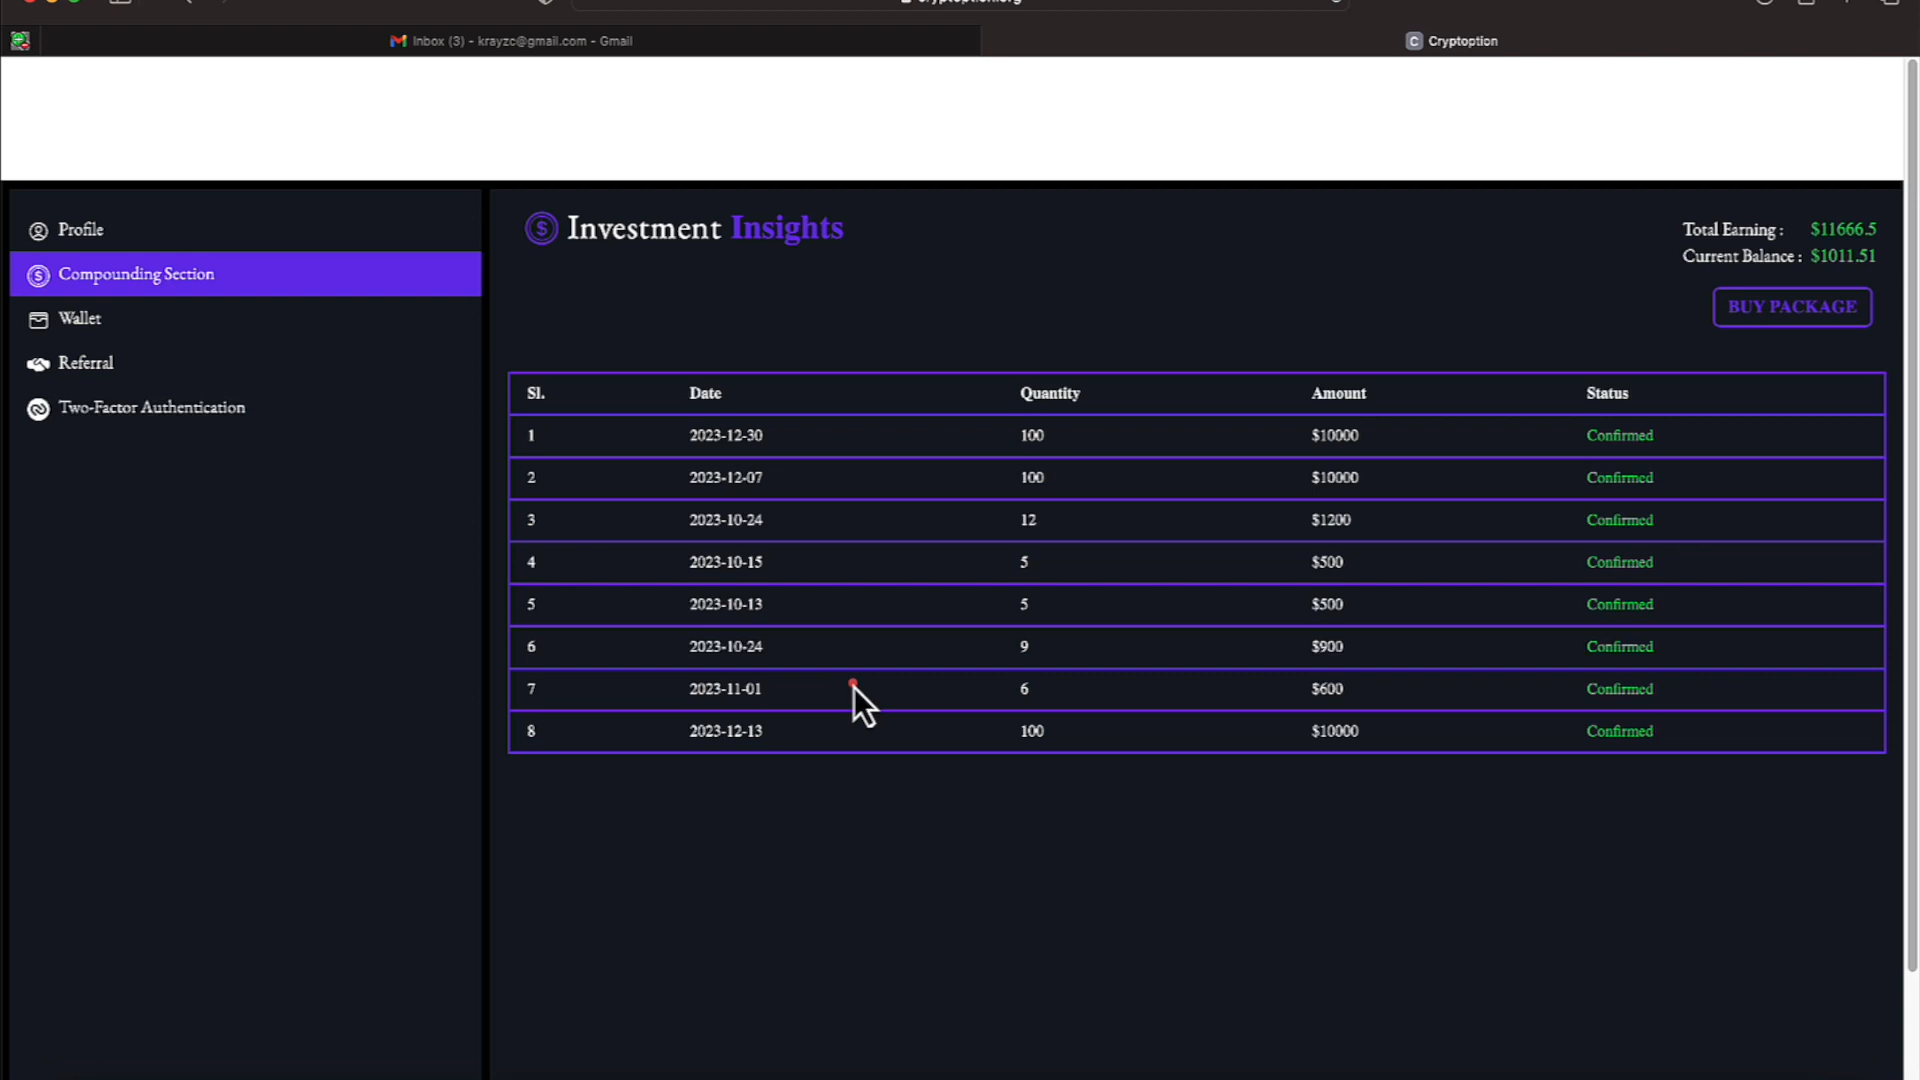 Inbox (3) - krayzc@gmail.com - Gmail
C Cryptoption
Profile
Compounding Section
Wallet
Referral
Two-Factor Authentication
$ Investment Insights
Total Earning : $11666.5
Current Balance : $1011.51
BUY PACKAGE
Sl. Date Quantity Amount Status
1 2023-12-30 100 $10000 Confirmed
2 2023-12-07 100 $10000 Confirmed
3 2023-10-24 12 $1200 Confirmed
4 2023-10-15 5 $500 Confirmed
5 2023-10-13 5 $500 Confirmed
6 2023-10-24 9 $900 Confirmed
7 2023-11-01 6 $600 Confirmed
8 2023-12-13 100 $10000 Confirmed